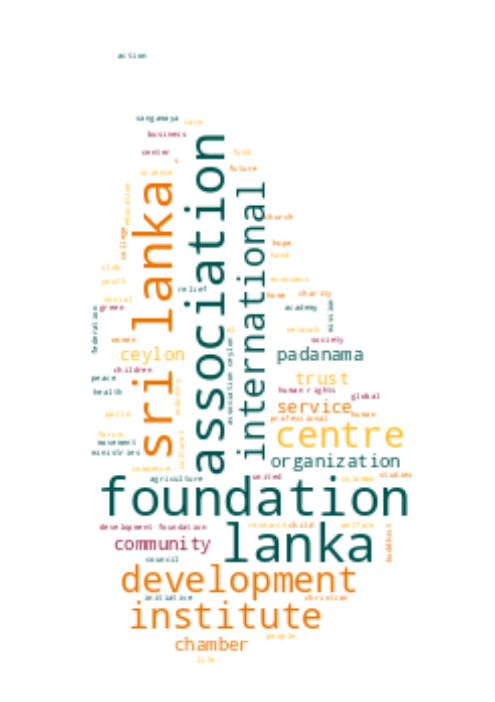 action
sangamaya
care
business
center
fund
s
science
future
sri lanka
association
international
education
college
church
hope
hand
club
youth
economic
relief
social
home
charity
green
academy
mission
federation
network
women
society
ceylon
padanama
association ceylon
children
peace
trust
health
human rights
global
industry
service
world
human
professional
centre
forum
movement
cultural
ministries
organization
commerce
agriculture
united
colombo
studies
foundation
development foundation
research
child
welfare
lanka
community
buddhist
council
development
initiative
christian
institute
people
chamber
life